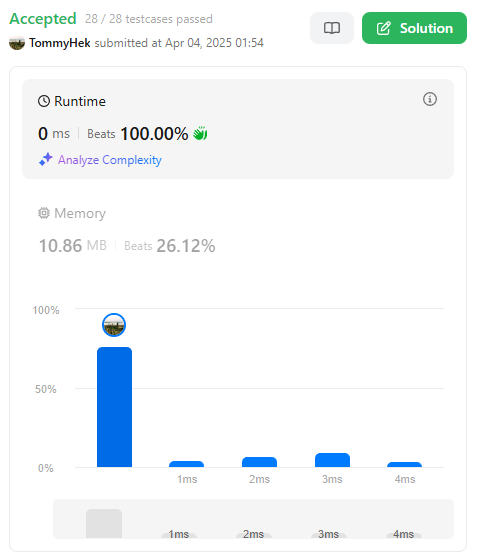 Accepted 28 / 28 testcases passed
Solution
TommyHek submitted at Apr 04, 2025 01:54
Runtime
0 ms Beats 100.00%
Analyze Complexity
Memory
10.86 MB Beats 26.12%
100%
50%
0%
1ms 2ms 3ms 4ms
1ms 2ms 3ms 4ms